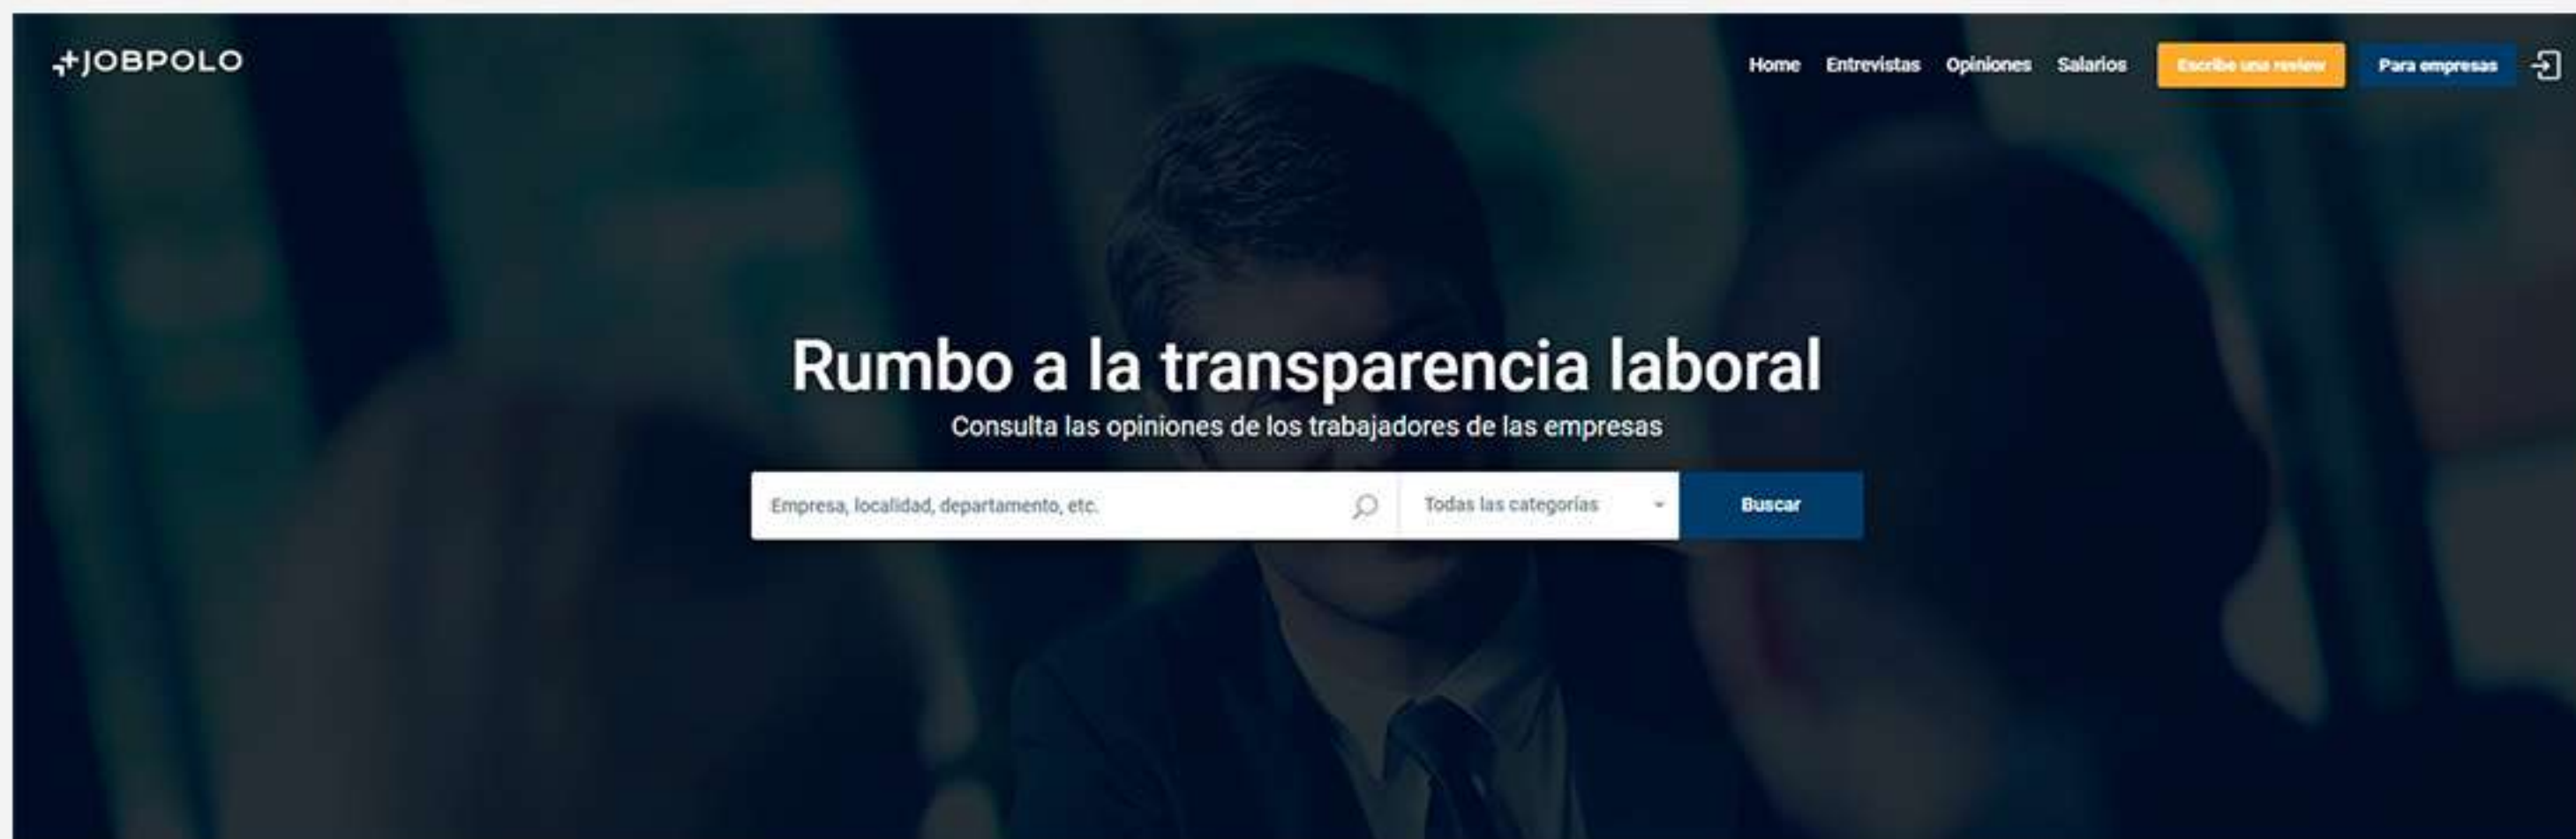 JOBPOLO
Home Entrevistas Opiniones Salarios Escribe una review Para empresas
Rumbo a la transparencia laboral
Consulta las opiniones de los trabajadores de las empresas
Empresa, localidad, departamento, etc. Todas las categorías Buscar